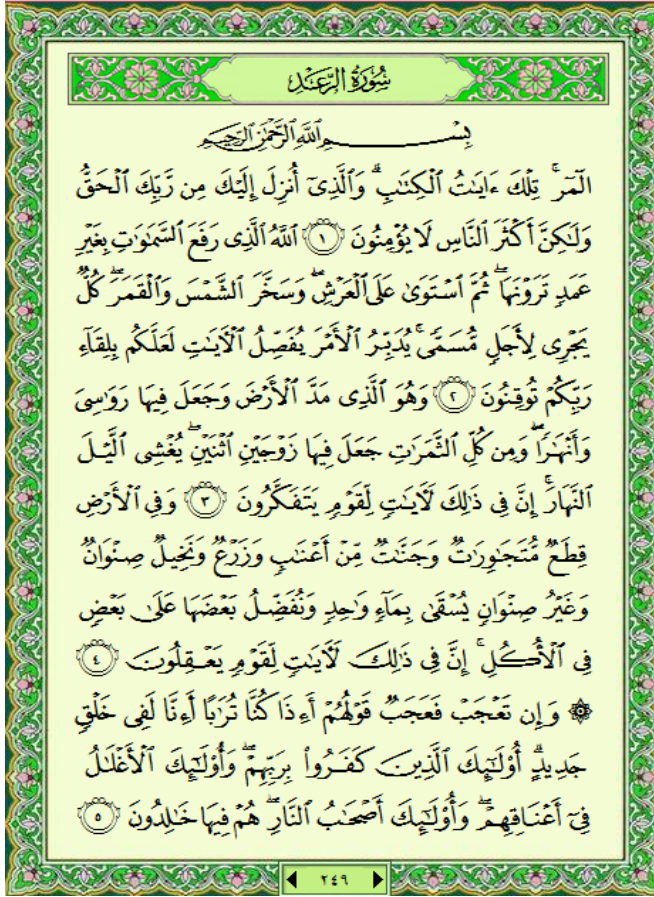 سُورَةُ الرَّعۡدِ
بِسۡمِ ٱللَّهِ ٱلرَّحۡمَٰنِ ٱلرَّحِيمِ
الٓمٓرۚ تِلۡكَ ءَايَٰتُ ٱلۡكِتَٰبِۗ وَٱلَّذِيٓ أُنزِلَ إِلَيۡكَ مِن رَّبِّكَ ٱلۡحَقُّ
وَلَٰكِنَّ أَكۡثَرَ ٱلنَّاسِ لَا يُؤۡمِنُونَ ١ ٱللَّهُ ٱلَّذِي رَفَعَ ٱلسَّمَٰوَٰتِ بِغَيۡرِ
عَمَدٖ تَرَوۡنَهَاۖ ثُمَّ ٱسۡتَوَىٰ عَلَى ٱلۡعَرۡشِۖ وَسَخَّرَ ٱلشَّمۡسَ وَٱلۡقَمَرَۖ كُلّٞ
يَجۡرِي لِأَجَلٖ مُّسَمّٗىۚ يُدَبِّرُ ٱلۡأَمۡرَ يُفَصِّلُ ٱلۡأٓيَٰتِ لَعَلَّكُم بِلِقَآءِ
رَبِّكُمۡ تُوقِنُونَ ٢ وَهُوَ ٱلَّذِي مَدَّ ٱلۡأَرۡضَ وَجَعَلَ فِيهَا رَوَٰسِيَ
وَأَنۡهَٰرٗاۖ وَمِن كُلِّ ٱلثَّمَرَٰتِ جَعَلَ فِيهَا زَوۡجَيۡنِ ٱثۡنَيۡنِۖ يُغۡشِي ٱلَّيۡلَ
ٱلنَّهَارَۚ إِنَّ فِي ذَٰلِكَ لَأٓيَٰتٖ لِّقَوۡمٖ يَتَفَكَّرُونَ ٣ وَفِي ٱلۡأَرۡضِ
قِطَعٞ مُّتَجَٰوِرَٰتٞ وَجَنَّٰتٞ مِّنۡ أَعۡنَٰبٖ وَزَرۡعٞ وَنَخِيلٞ صِنۡوَانٞ
وَغَيۡرُ صِنۡوَانٖ يُسۡقَىٰ بِمَآءٖ وَٰحِدٖ وَنُفَضِّلُ بَعۡضَهَا عَلَىٰ بَعۡضٖ
فِي ٱلۡأُكُلِۚ إِنَّ فِي ذَٰلِكَ لَأٓيَٰتٖ لِّقَوۡمٖ يَعۡقِلُونَ ٤
۞ وَإِن تَعۡجَبۡ فَعَجَبٞ قَوۡلُهُمۡ أَءِذَا كُنَّا تُرَٰبًا أَءِنَّا لَفِي خَلۡقٖ
جَدِيدٍۗ أُوْلَٰٓئِكَ ٱلَّذِينَ كَفَرُواْ بِرَبِّهِمۡۖ وَأُوْلَٰٓئِكَ ٱلۡأَغۡلَٰلُ
فِيٓ أَعۡنَاقِهِمۡۖ وَأُوْلَٰٓئِكَ أَصۡحَٰبُ ٱلنَّارِۖ هُمۡ فِيهَا خَٰلِدُونَ ٥
٢٤٩